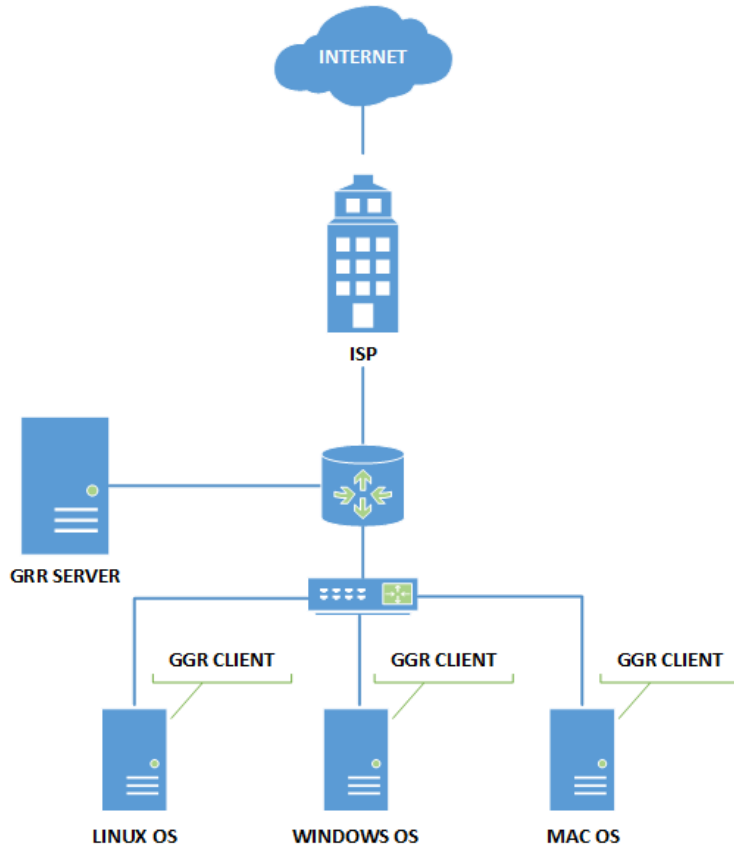 INTERNET
ISP
GRR SERVER
GGR CLIENT
GGR CLIENT
GGR CLIENT
LINUX OS
WINDOWS OS
MAC OS